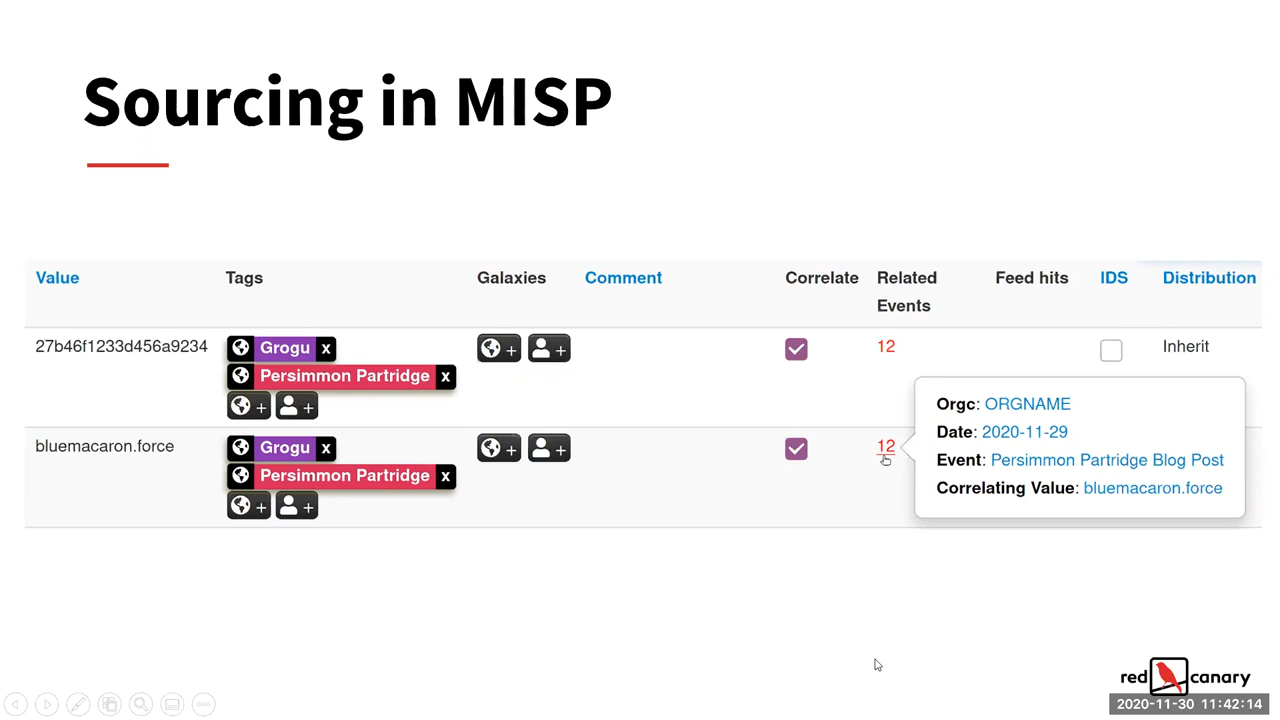 Sourcing in MISP
Value Tags Galaxies Comment Correlate Related Events Feed hits IDS Distribution
27b46f1233d456a9234 Grogu x + + 12 Inherit
Persimmon Partridge x
+ +
bluemacaron.force Grogu x + + 12
Persimmon Partridge x
+ +
Orgc: ORGNAME
Date: 2020-11-29
Event: Persimmon Partridge Blog Post
Correlating Value: bluemacaron.force
red canary
2020-11-30 11:42:14